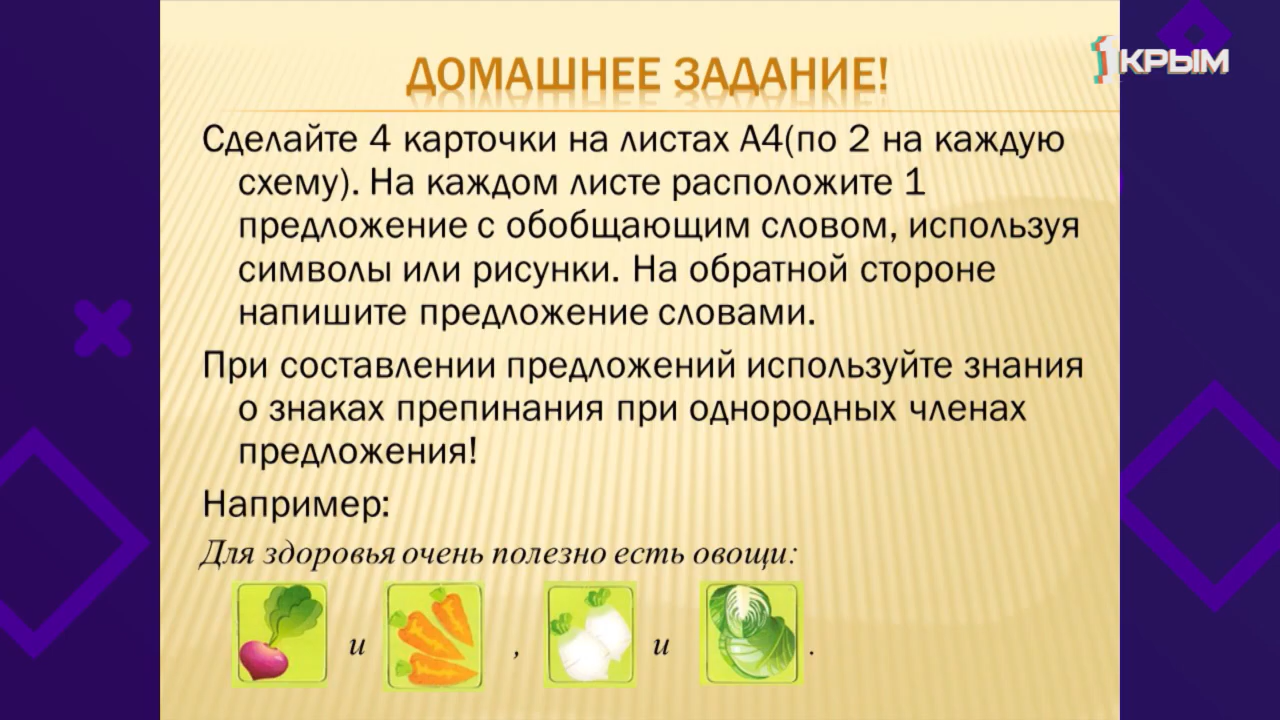 1КРЫМ
ДОМАШНЕЕ ЗАДАНИЕ!
Сделайте 4 карточки на листах А4(по 2 на каждую
схему). На каждом листе расположите 1
предложение с обобщающим словом, используя
символы или рисунки. На обратной стороне
напишите предложение словами.
При составлении предложений используйте знания
о знаках препинания при однородных членах
предложения!
Например:
Для здоровья очень полезно есть овощи:
и , и .